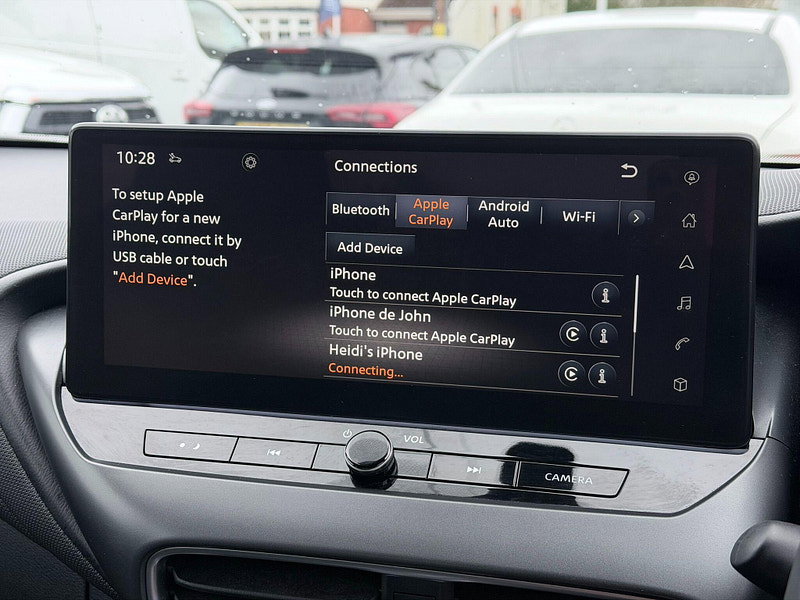 10:28
Connections
To setup Apple
CarPlay for a new
iPhone, connect it by
USB cable or touch
"Add Device".
Bluetooth
Apple
CarPlay
Android
Auto
Wi-Fi
Add Device
iPhone
Touch to connect Apple CarPlay
iPhone de John
Touch to connect Apple CarPlay
Heidi's iPhone
Connecting...
VOL
CAMERA